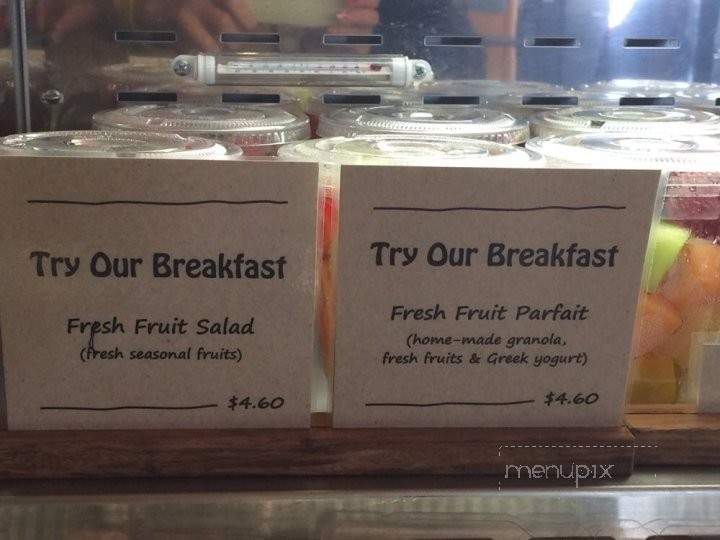 Try Our Breakfast
Fresh Fruit Salad
(fresh seasonal fruits)
$4.60
Try Our Breakfast
Fresh Fruit Parfait
(home-made granola,
fresh fruits & Greek yogurt)
$4.60
menupix